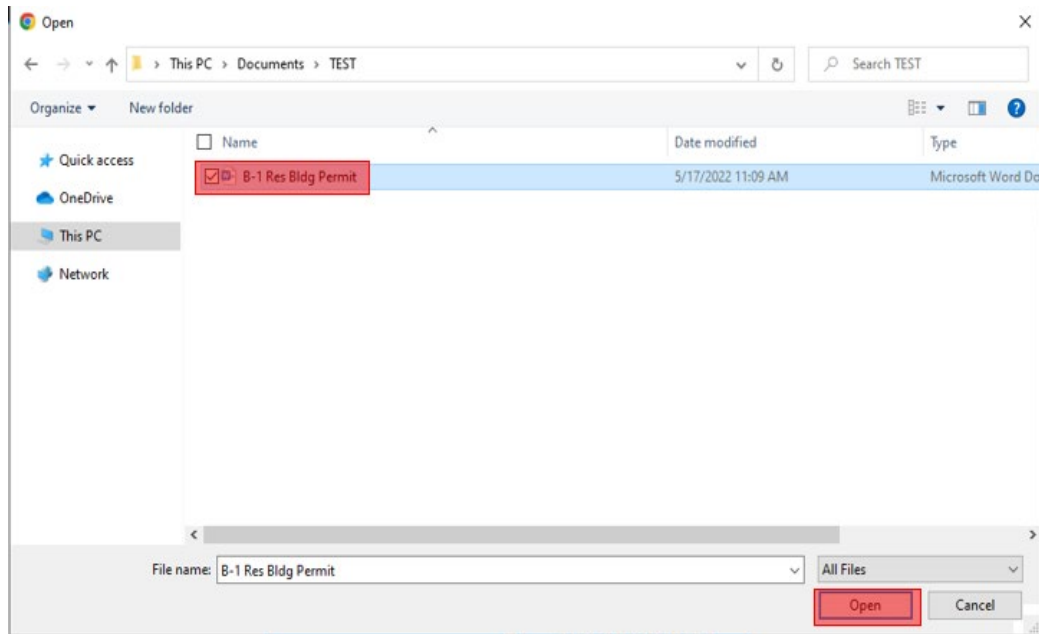 Open
This PC > Documents > TEST
Search TEST
Organize
New folder
Name
Date modified
Type
Quick access
B-1 Res Bldg Permit
5/17/2022 11:09 AM
Microsoft Word Do
OneDrive
This PC
Network
File name: B-1 Res Bldg Permit
All Files
Open
Cancel